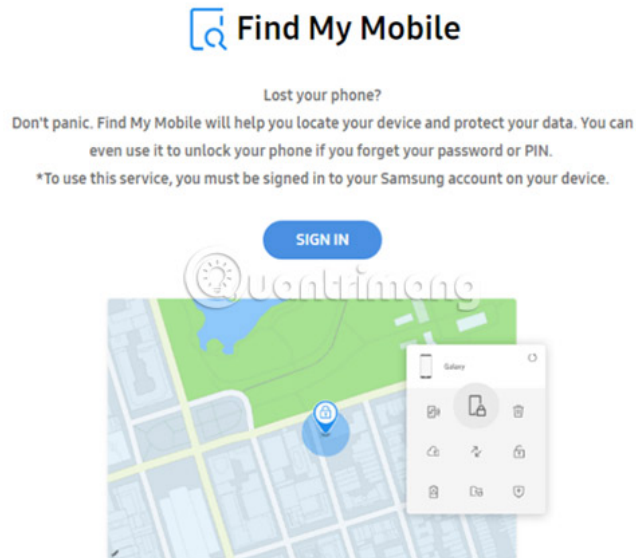 Find My Mobile
Lost your phone?
Don't panic. Find My Mobile will help you locate your device and protect your data. You can
even use it to unlock your phone if you forget your password or PIN.
*To use this service, you must be signed in to your Samsung account on your device.
SIGN IN
Quantrimang
Galaxy